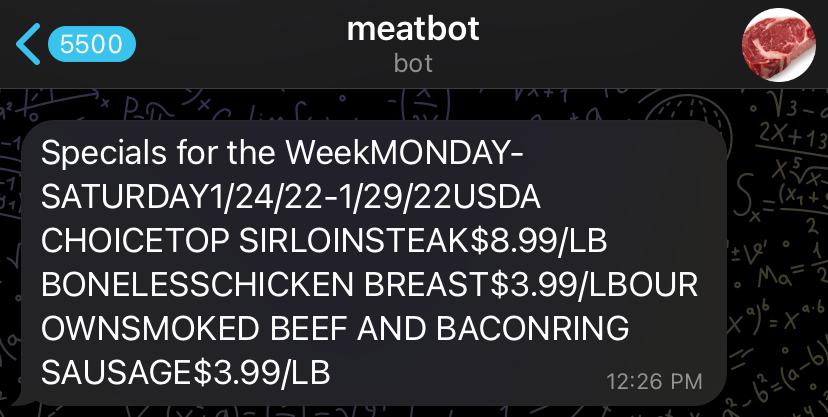 5500
meatbot
bot
Specials for the WeekMONDAY-
SATURDAY1/24/22-1/29/22USDA
CHOICETOP SIRLOINSTEAK$8.99/LB
BONELESSCHICKEN BREAST$3.99/LBOUR
OWNSMOKED BEEF AND BACONRING
SAUSAGE$3.99/LB
12:26 PM